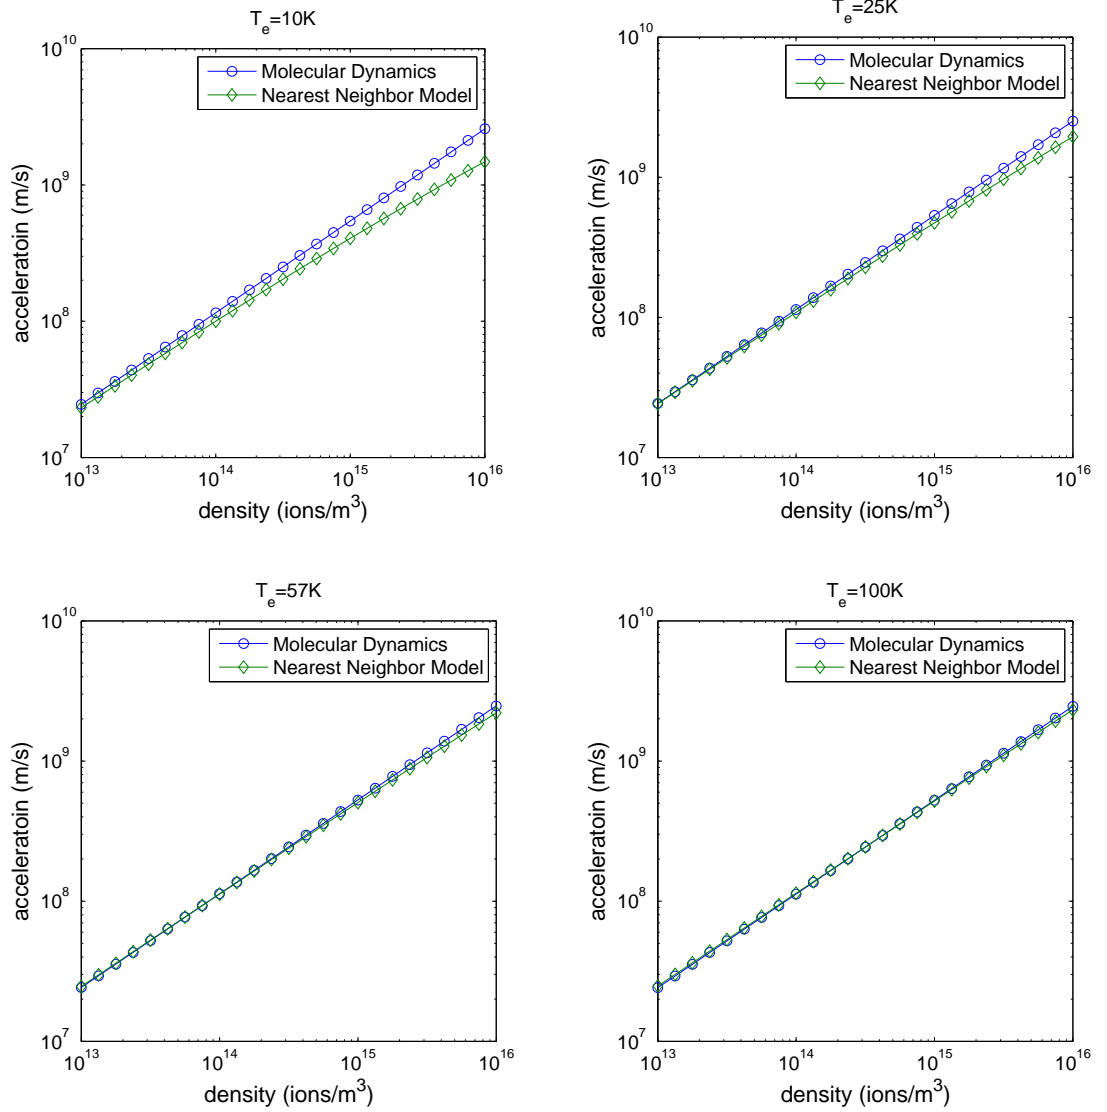 T_e=10K
10^10
10^9
10^8
10^7
acceleratoin (m/s)
Molecular Dynamics
Nearest Neighbor Model
10^13 10^14 10^15 10^16
density (ions/m^3)
T_e=25K
10^10
10^9
10^8
10^7
acceleratoin (m/s)
Molecular Dynamics
Nearest Neighbor Model
10^13 10^14 10^15 10^16
density (ions/m^3)
T_e=57K
10^10
10^9
10^8
10^7
acceleratoin (m/s)
Molecular Dynamics
Nearest Neighbor Model
10^13 10^14 10^15 10^16
density (ions/m^3)
T_e=100K
10^10
10^9
10^8
10^7
acceleratoin (m/s)
Molecular Dynamics
Nearest Neighbor Model
10^13 10^14 10^15 10^16
density (ions/m^3)